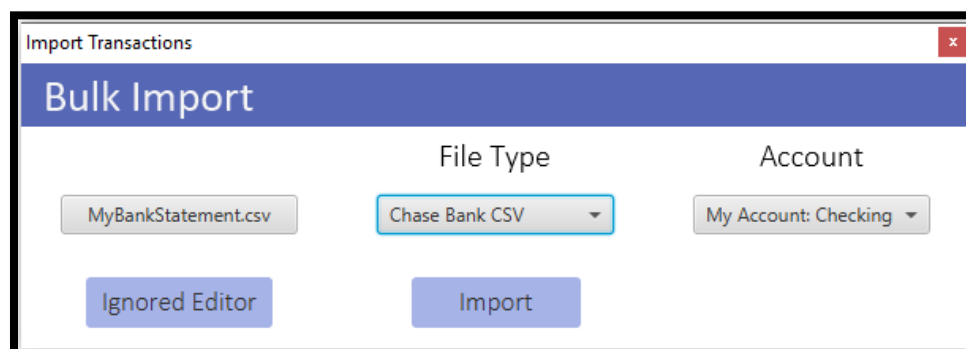 Import Transactions
x
Bulk Import
File Type
Account
MyBankStatement.csv
Chase Bank CSV
My Account: Checking
Ignored Editor
Import